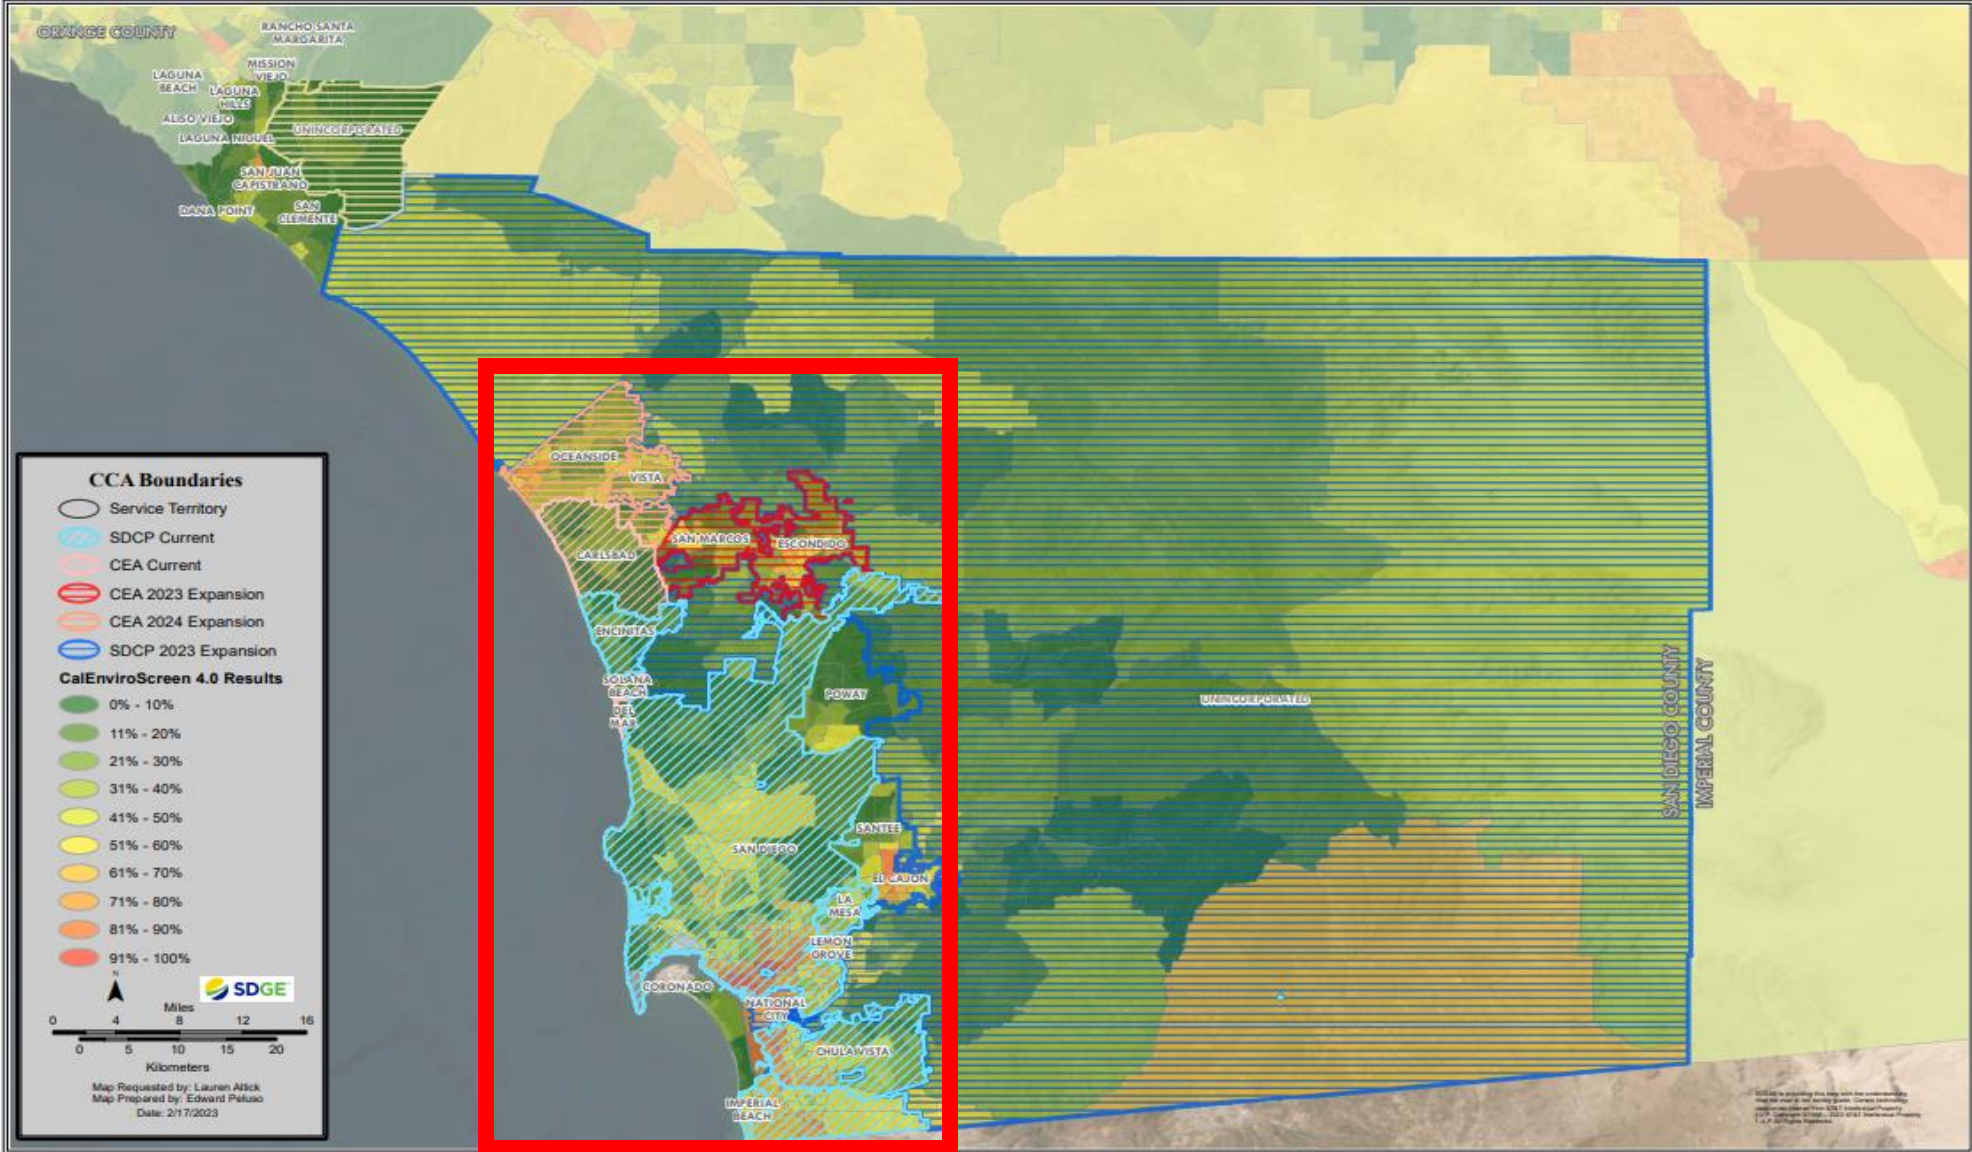 ORANGE COUNTY
RANCHO SANTA
MARGARITA
MISSION
VIEJO
LAGUNA
BEACH
LAGUNA
HILLS
ALISO VIEJO
LAGUNA NIGUEL
UNINCORPORATED
SAN JUAN
CAPISTRANO
DANA POINT
SAN
CLEMENTE
OCEANSIDE
VISTA
CARLSBAD
SAN MARCOS
ESCONDIDO
ENCINITAS
SOLANA
BEACH
DEL
MAR
POWAY
SANTEE
SAN DIEGO
EL CAJON
LA
MESA
LEMON
GROVE
CORONADO
NATIONAL
CITY
CHULA VISTA
IMPERIAL
BEACH
UNINCORPORATED
SAN DIEGO COUNTY
IMPERIAL COUNTY
CCA Boundaries
Service Territory
SDCP Current
CEA Current
CEA 2023 Expansion
CEA 2024 Expansion
SDCP 2023 Expansion
CalEnviroScreen 4.0 Results
0% - 10%
11% - 20%
21% - 30%
31% - 40%
41% - 50%
51% - 60%
61% - 70%
71% - 80%
81% - 90%
91% - 100%
N
SDGE
Miles
0 4 8 12 16
0 5 10 15 20
Kilometers
Map Requested by: Lauren Altick
Map Prepared by: Edward Peluso
Date: 2/17/2023